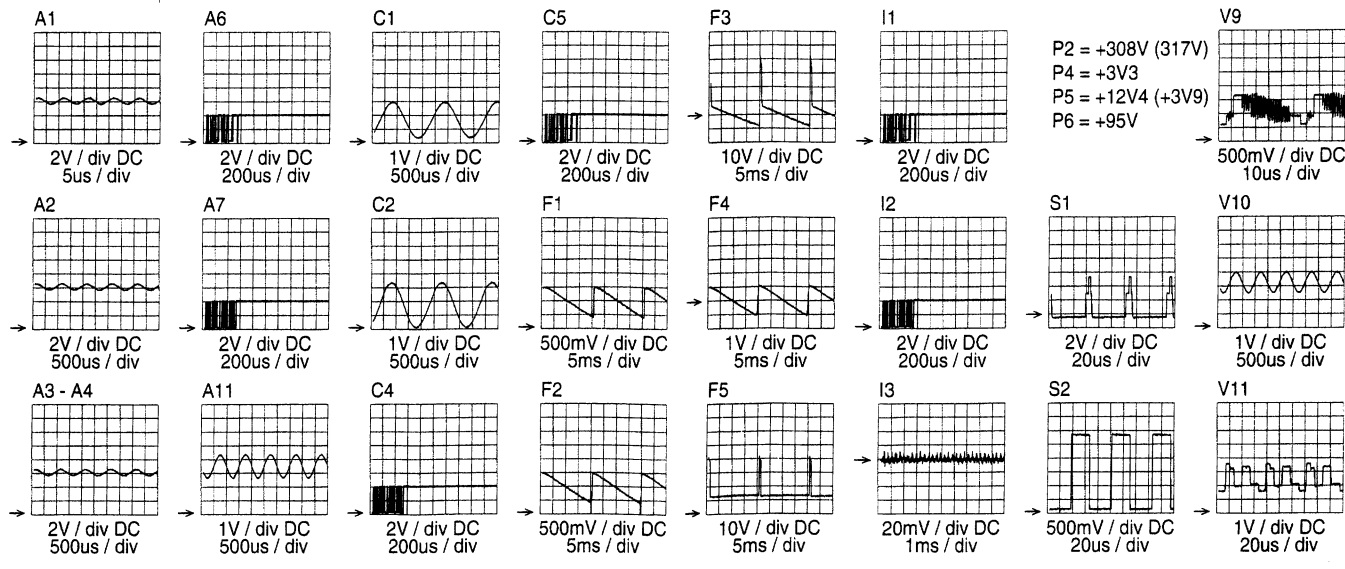 A1
2V / div DC
5us / div
A6
2V / div DC
200us / div
C1
1V / div DC
500us / div
C5
2V / div DC
200us / div
F3
10V / div DC
5ms / div
I1
2V / div DC
200us / div
P2 = +308V (317V)
P4 = +3V3
P5 = +12V4 (+3V9)
P6 = +95V
V9
500mV / div DC
10us / div
A2
2V / div DC
500us / div
A7
2V / div DC
200us / div
C2
1V / div DC
500us / div
F1
500mV / div DC
5ms / div
F4
1V / div DC
5ms / div
I2
2V / div DC
200us / div
S1
2V / div DC
20us / div
V10
1V / div DC
500us / div
A3 - A4
2V / div DC
500us / div
A11
1V / div DC
500us / div
C4
2V / div DC
200us / div
F2
500mV / div DC
5ms / div
F5
10V / div DC
5ms / div
I3
20mV / div DC
1ms / div
S2
500mV / div DC
20us / div
V11
1V / div DC
20us / div